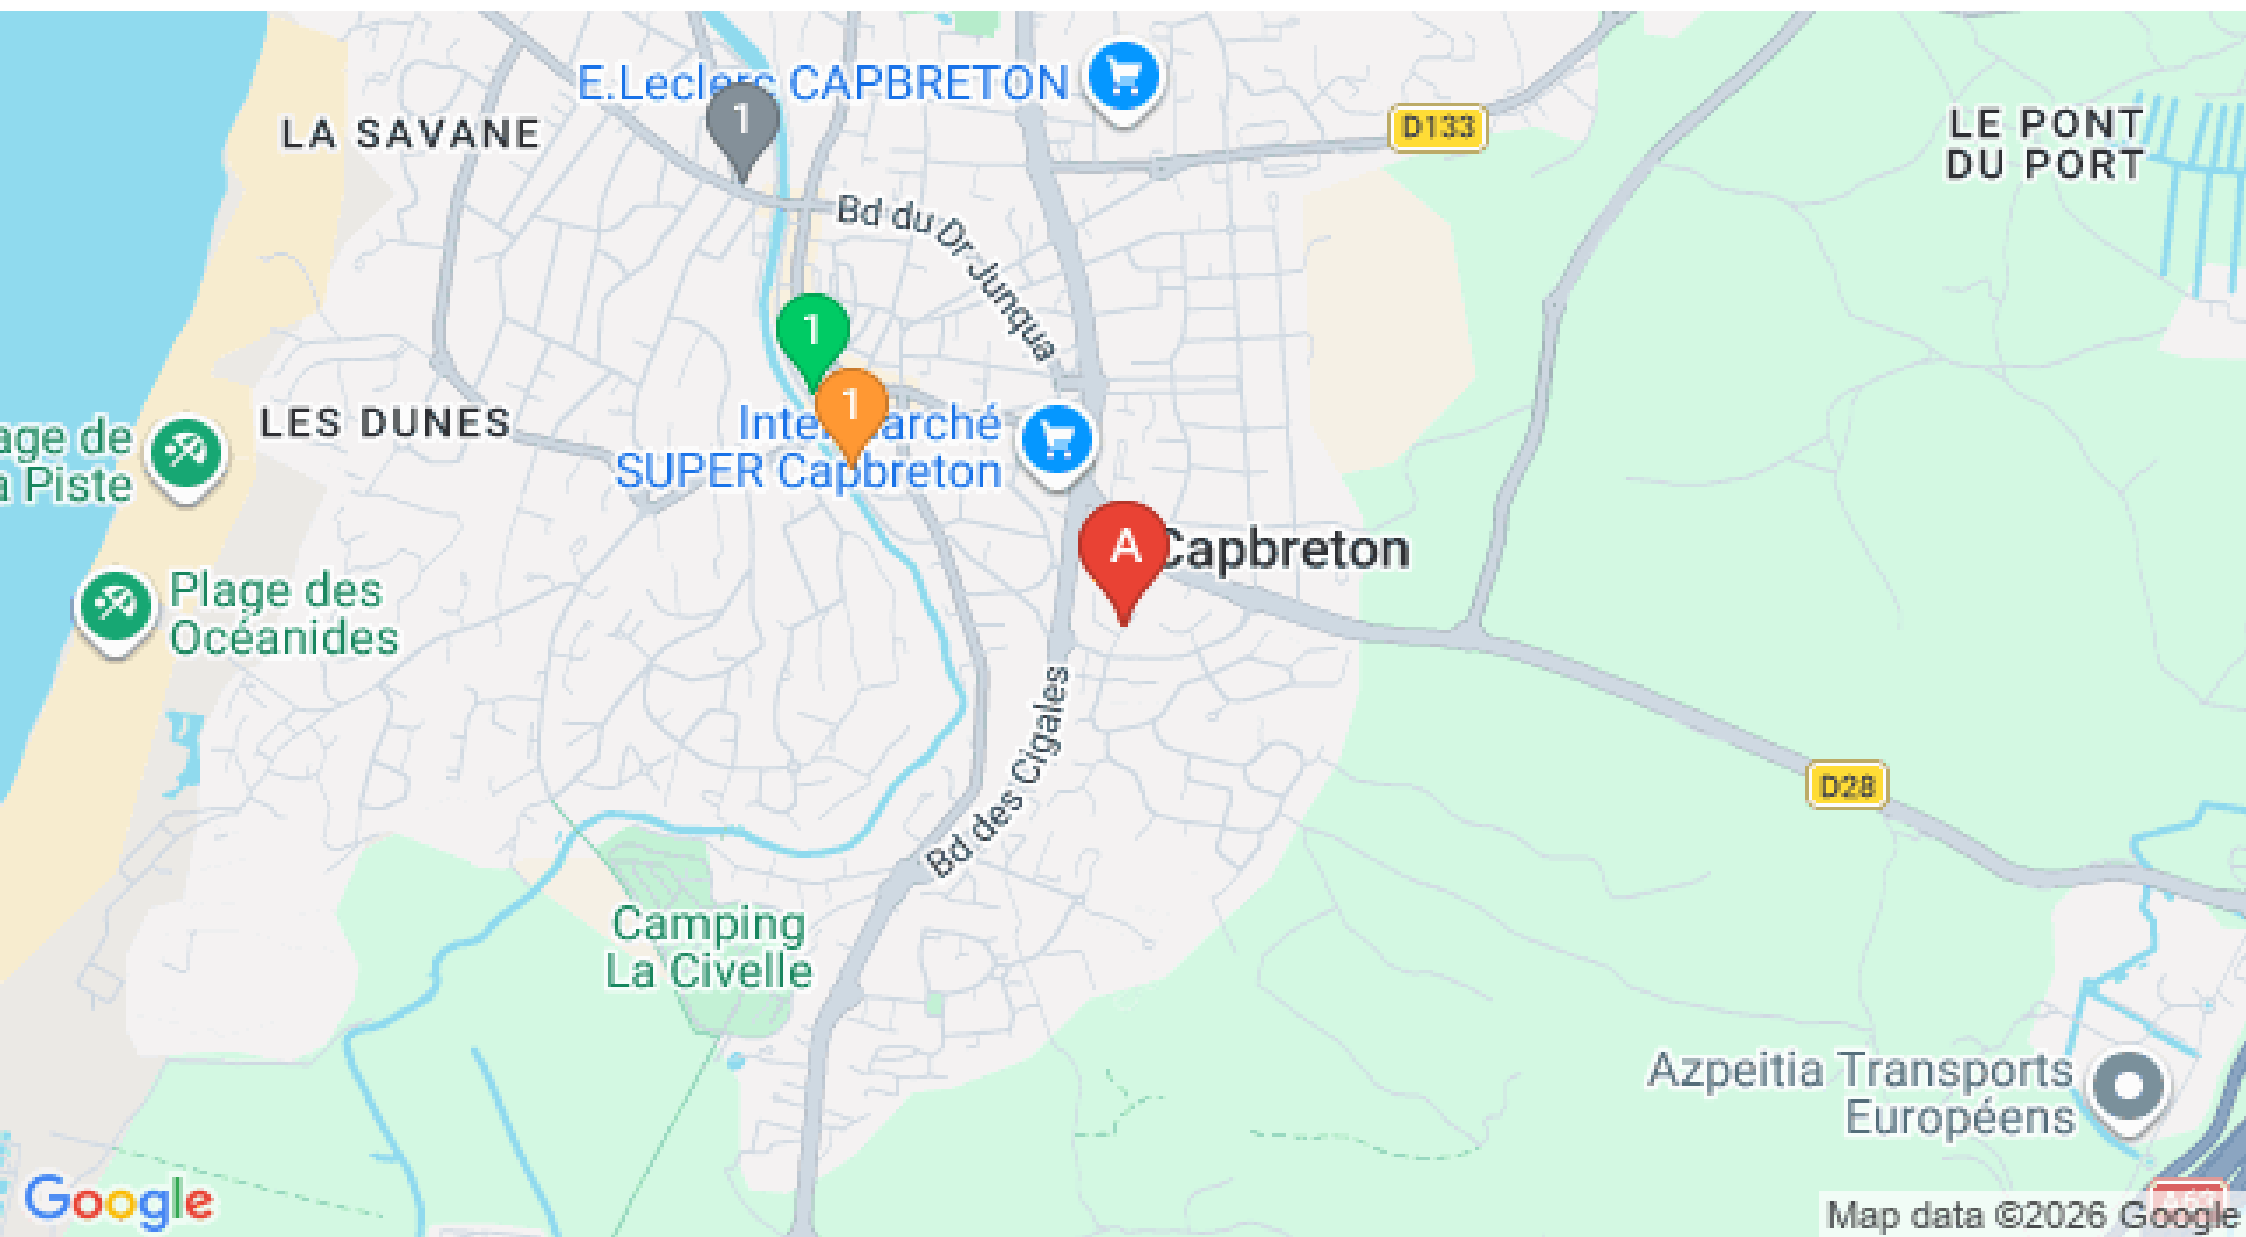 E.Leclerc CAPBRETON
1
LA SAVANE
D133
LE PONT
DU PORT
Bd du Dr Junqua
1
1
Intermarché
SUPER Capbreton
LES DUNES
age de
a Piste
A
Capbreton
Plage des
Océanides
Bd des Cigales
D28
Camping
La Civelle
Azpeitia Transports
Européens
A63
Google
Map data ©2026 Google